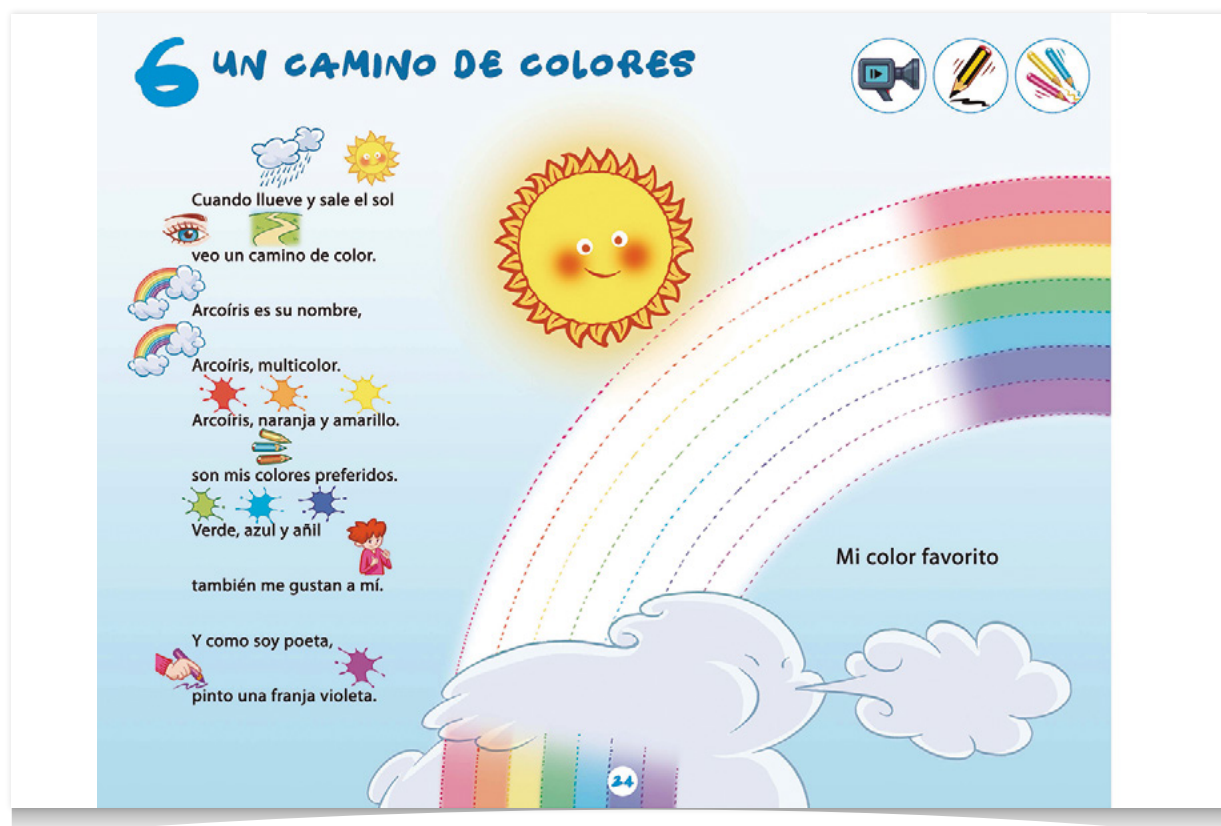 6 UN CAMINO DE COLORES
Cuando llueve y sale el sol
veo un camino de color.
Arcoíris es su nombre,
Arcoíris, multicolor.
Arcoíris, naranja y amarillo.
son mis colores preferidos.
Verde, azul y añil
también me gustan a mí.
Y como soy poeta,
pinto una franja violeta.
Mi color favorito
24